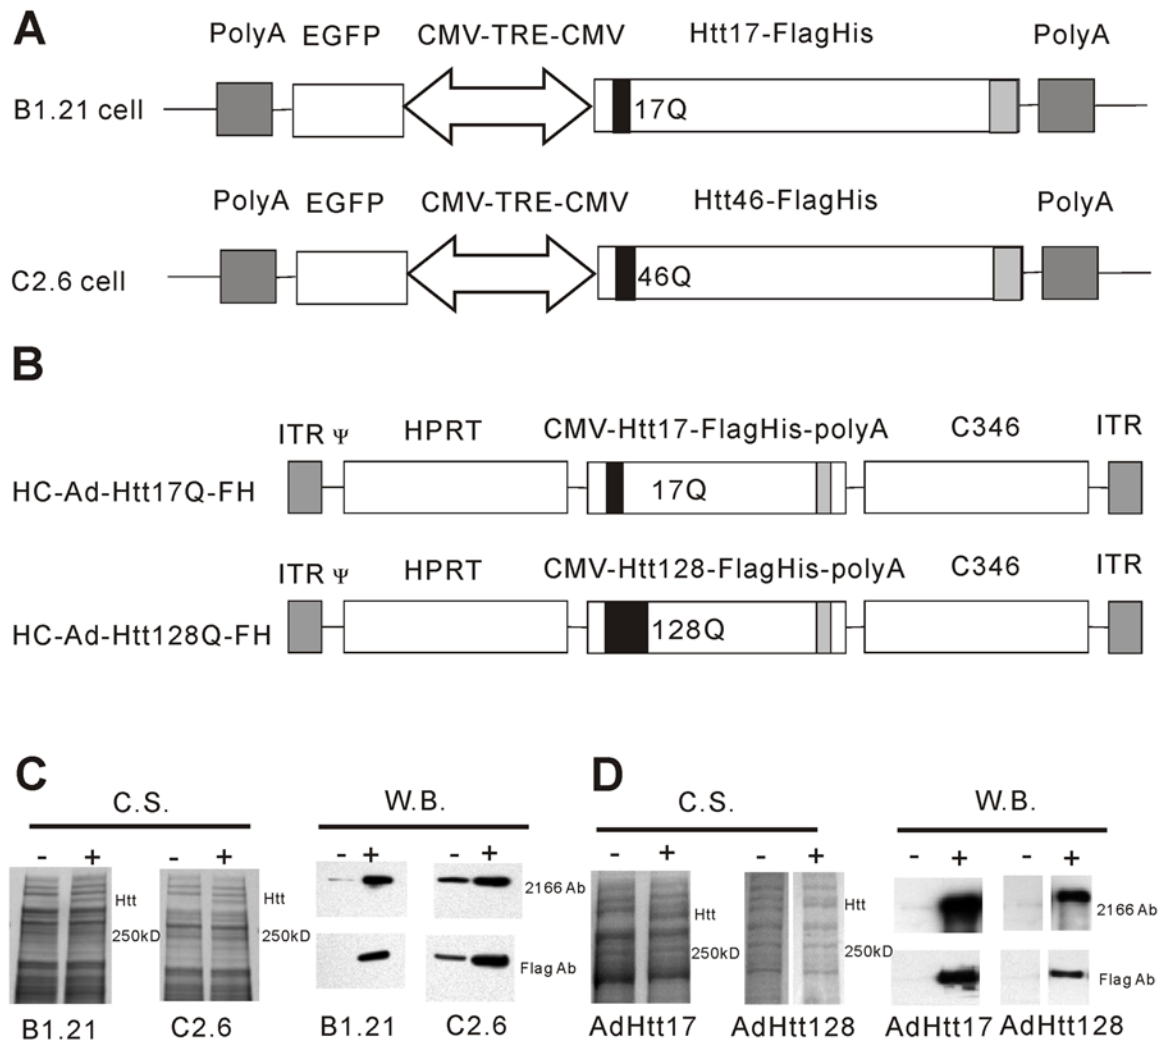 A
PolyA EGFP CMV-TRE-CMV Htt17-FlagHis PolyA
B1.21 cell 17Q
PolyA EGFP CMV-TRE-CMV Htt46-FlagHis PolyA
C2.6 cell 46Q
B
ITR Ψ HPRT CMV-Htt17-FlagHis-polyA C346 ITR
HC-Ad-Htt17Q-FH 17Q
ITR Ψ HPRT CMV-Htt128-FlagHis-polyA C346 ITR
HC-Ad-Htt128Q-FH 128Q
C
C.S. W.B.
- + - + - + - +
Htt Htt 2166 Ab
250kD 250kD Flag Ab
B1.21 C2.6 B1.21 C2.6
D
C.S. W.B.
- + - + - + - +
Htt Htt 2166 Ab
250kD 250kD Flag Ab
AdHtt17 AdHtt128 AdHtt17 AdHtt128